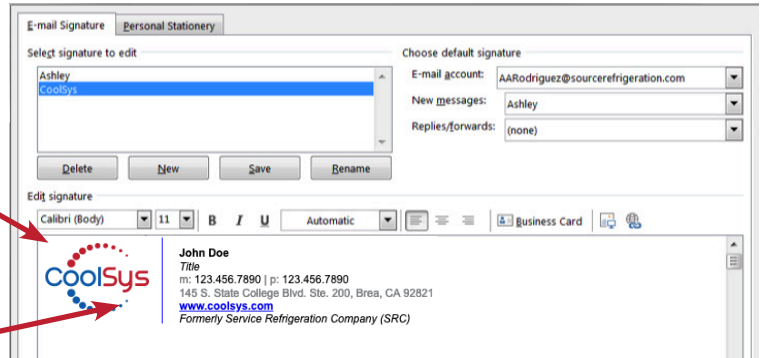 E-mail Signature Personal Stationery
Select signature to edit
Ashley
CoolSys
Delete New Save Rename
Choose default signature
E-mail account: AARodriguez@sourcerefrigeration.com
New messages: Ashley
Replies/forwards: (none)
Edit signature
Calibri (Body) 11 B I U Automatic Business Card
CoolSys
John Doe
Title
m: 123.456.7890 | p: 123.456.7890
145 S. State College Blvd. Ste. 200, Brea, CA 92821
www.coolsys.com
Formerly Service Refrigeration Company (SRC)